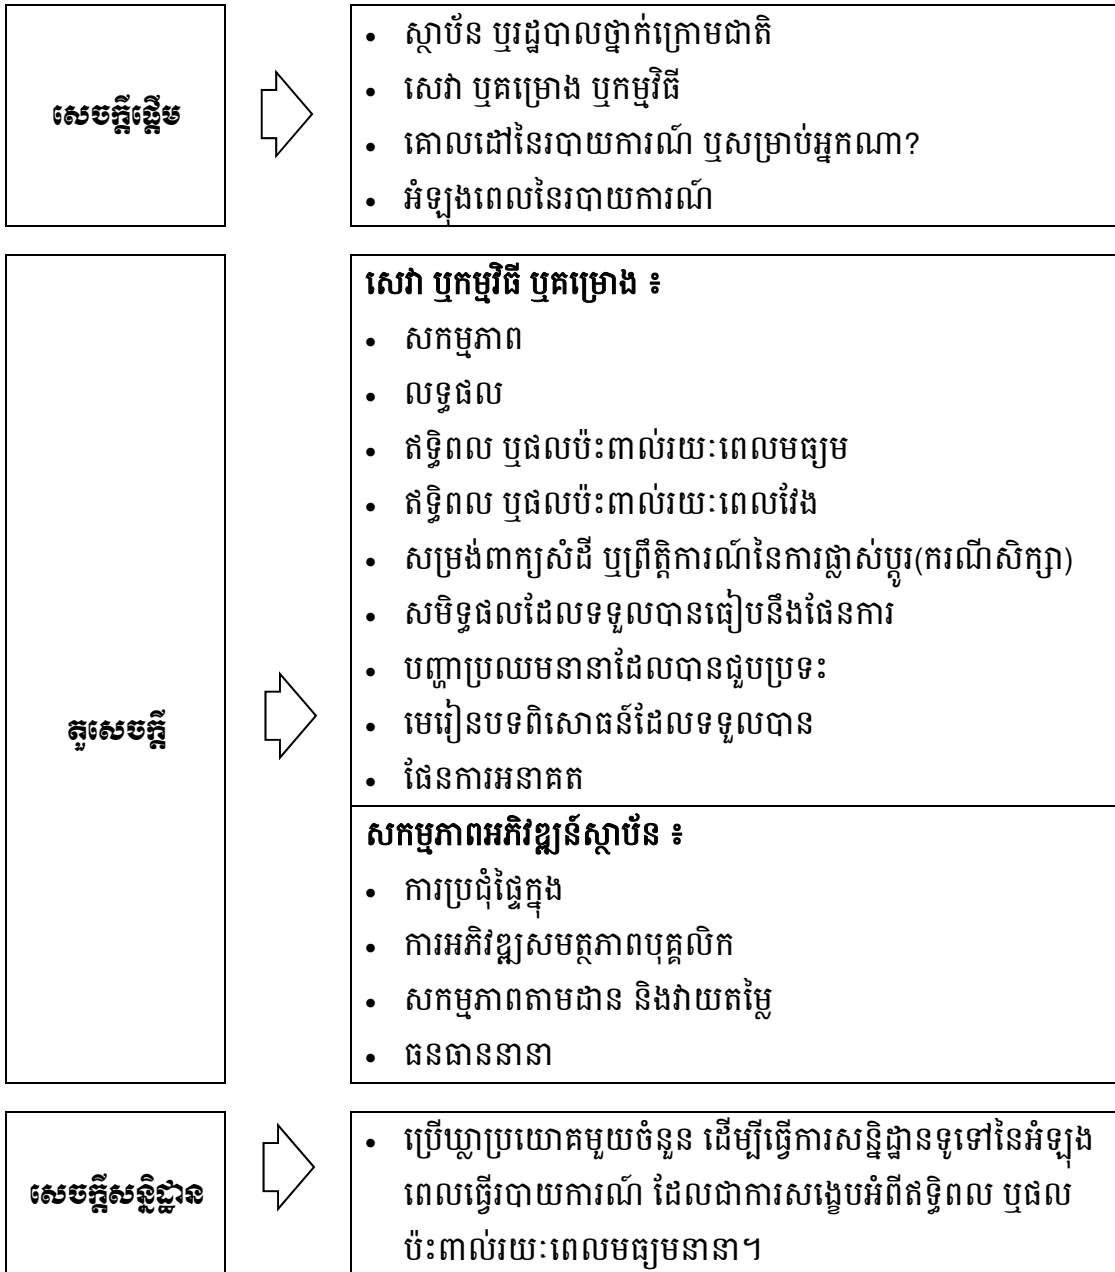 សេចក្តីផ្តើម
• ស្ថាប័ន ឬរដ្ឋបាលថ្នាក់ក្រោមជាតិ
• សេវា ឬគម្រោង ឬកម្មវិធី
• គោលដៅនៃរបាយការណ៍ ឬសម្រាប់អ្នកណា?
• អំឡុងពេលនៃរបាយការណ៍
តួសេចក្តី
សេវា ឬកម្មវិធី ឬគម្រោង ៖
• សកម្មភាព
• លទ្ធផល
• ឥទ្ធិពល ឬផលប៉ះពាល់រយៈពេលមធ្យម
• ឥទ្ធិពល ឬផលប៉ះពាល់រយៈពេលវែង
• សម្រង់ពាក្យសំដី ឬព្រឹត្តិការណ៍នៃការផ្លាស់ប្តូរ(ករណីសិក្សា)
• សមិទ្ធផលដែលទទួលបានធៀបនឹងផែនការ
• បញ្ហាប្រឈមនានាដែលបានជួបប្រទះ
• មេរៀនបទពិសោធន៍ដែលទទួលបាន
• ផែនការអនាគត
សកម្មភាពអភិវឌ្ឍន៍ស្ថាប័ន ៖
• ការប្រជុំផ្ទៃក្នុង
• ការអភិវឌ្ឍសមត្ថភាពបុគ្គលិក
• សកម្មភាពតាមដាន និងវាយតម្លៃ
• ធនធាននានា
សេចក្តីសន្និដ្ឋាន
• ប្រើឃ្លាប្រយោគមួយចំនួន ដើម្បីធ្វើការសន្និដ្ឋានទូទៅនៃអំឡុង
ពេលធ្វើរបាយការណ៍ ដែលជាការសង្ខេបអំពីឥទ្ធិពល ឬផល
ប៉ះពាល់រយៈពេលមធ្យមនានា។